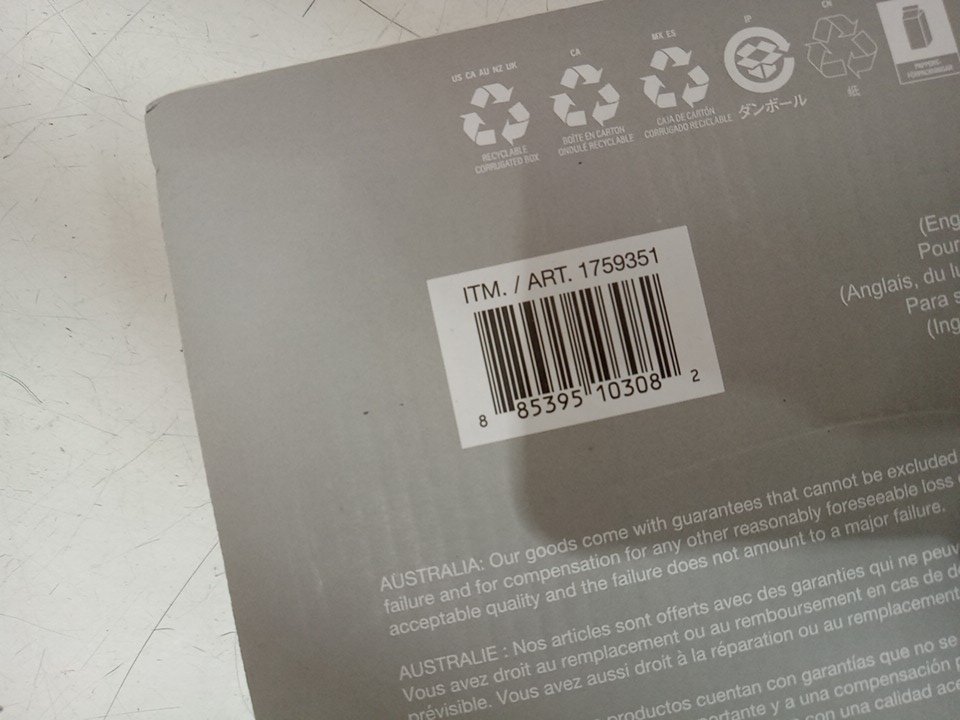 US CA AU NZ UK
RECYCLABLE
CORRUGATED BOX
CA
BOÎTE EN CARTON
ONDULÉ RECYCLABLE
MX ES
CAJA DE CARTÓN
CORRUGADO RECICLABLE
JP
ダンボール
CN
纸
(Eng
Pour
(Anglais, du lu
Para s
(Ing
ITM. / ART. 1759351
8 85395 10308 2
AUSTRALIA: Our goods come with guarantees that cannot be excluded
failure and for compensation for any other reasonably foreseeable loss
acceptable quality and the failure does not amount to a major failure.
AUSTRALIE : Nos articles sont offerts avec des garanties qui ne peuv
Vous avez droit au remplacement ou au remboursement en cas de d
prévisible. Vous avez aussi droit à la réparation ou au remplacement
productos cuentan con garantías que no se
ortante y a una compensación p
con una calidad ace